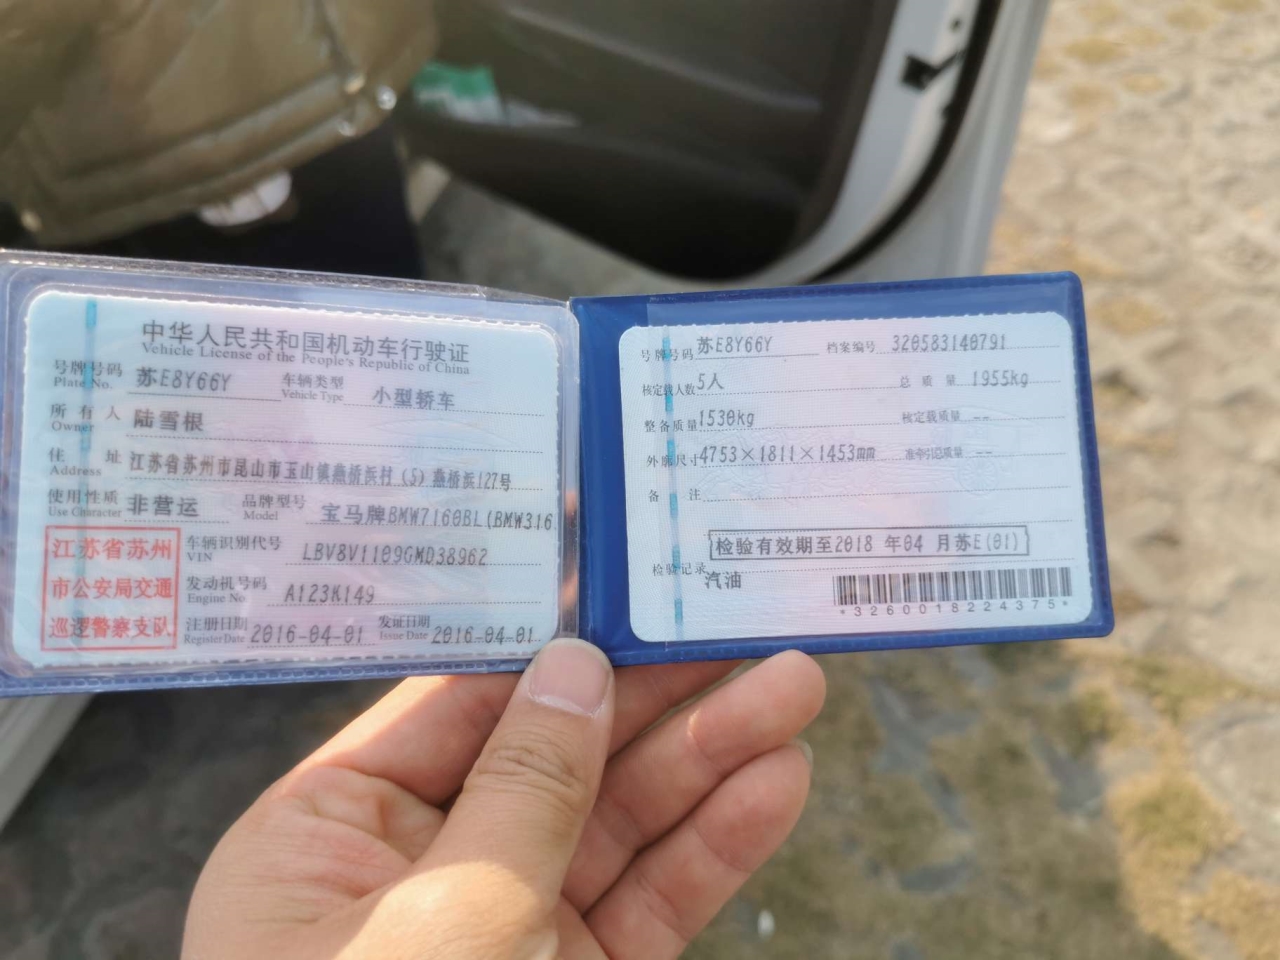 中华人民共和国机动车行驶证
Vehicle License of the People's Republic of China
号牌号码 苏E8Y66Y 车辆类型 小型轿车
Plate No. Vehicle Type
所有人 陆雪根
Owner
住址 江苏省苏州市昆山市玉山镇燕桥浜村(5)燕桥浜127号
Address
使用性质 非营运 品牌型号 宝马牌BMW7160BL(BMW316
Use Character Model
江苏省苏州
市公安局交通
巡逻警察支队
车辆识别代号 LBV8V1109GMD38962
VIN
发动机号码 A123K149
Engine No.
注册日期 2016-04-01 发证日期 2016-04-01
Register Date Issue Date
号牌号码 苏E8Y66Y 档案编号 320583140791
核定载人数 5人 总质量 1955kg
整备质量 1530kg 核定载质量 --
外廓尺寸 4753×1811×1453mm 准牵引总质量 --
备注
检验有效期至2018 年04 月苏E(01)
检验记录
汽油
*3260018224375*